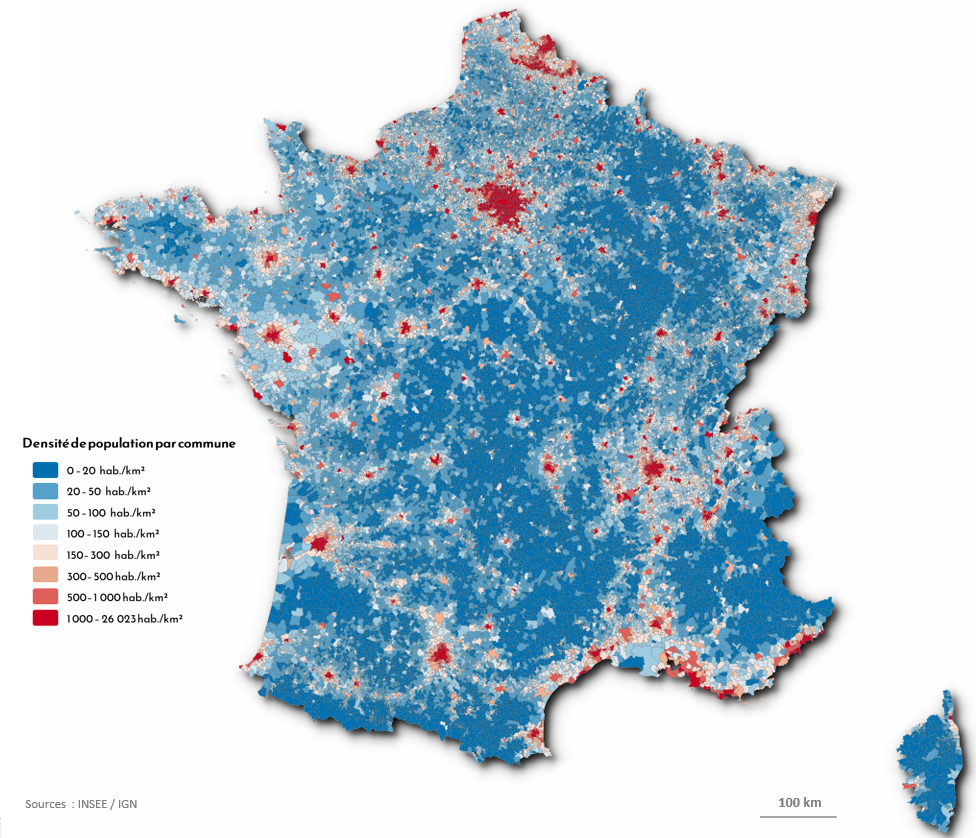 Densité de population par commune
0 - 20 hab./km²
20 - 50 hab./km²
50 - 100 hab./km²
100 - 150 hab./km²
150 - 300 hab./km²
300 - 500 hab./km²
500 - 1 000 hab./km²
1 000 - 26 023 hab./km²
Sources : INSEE / IGN
100 km